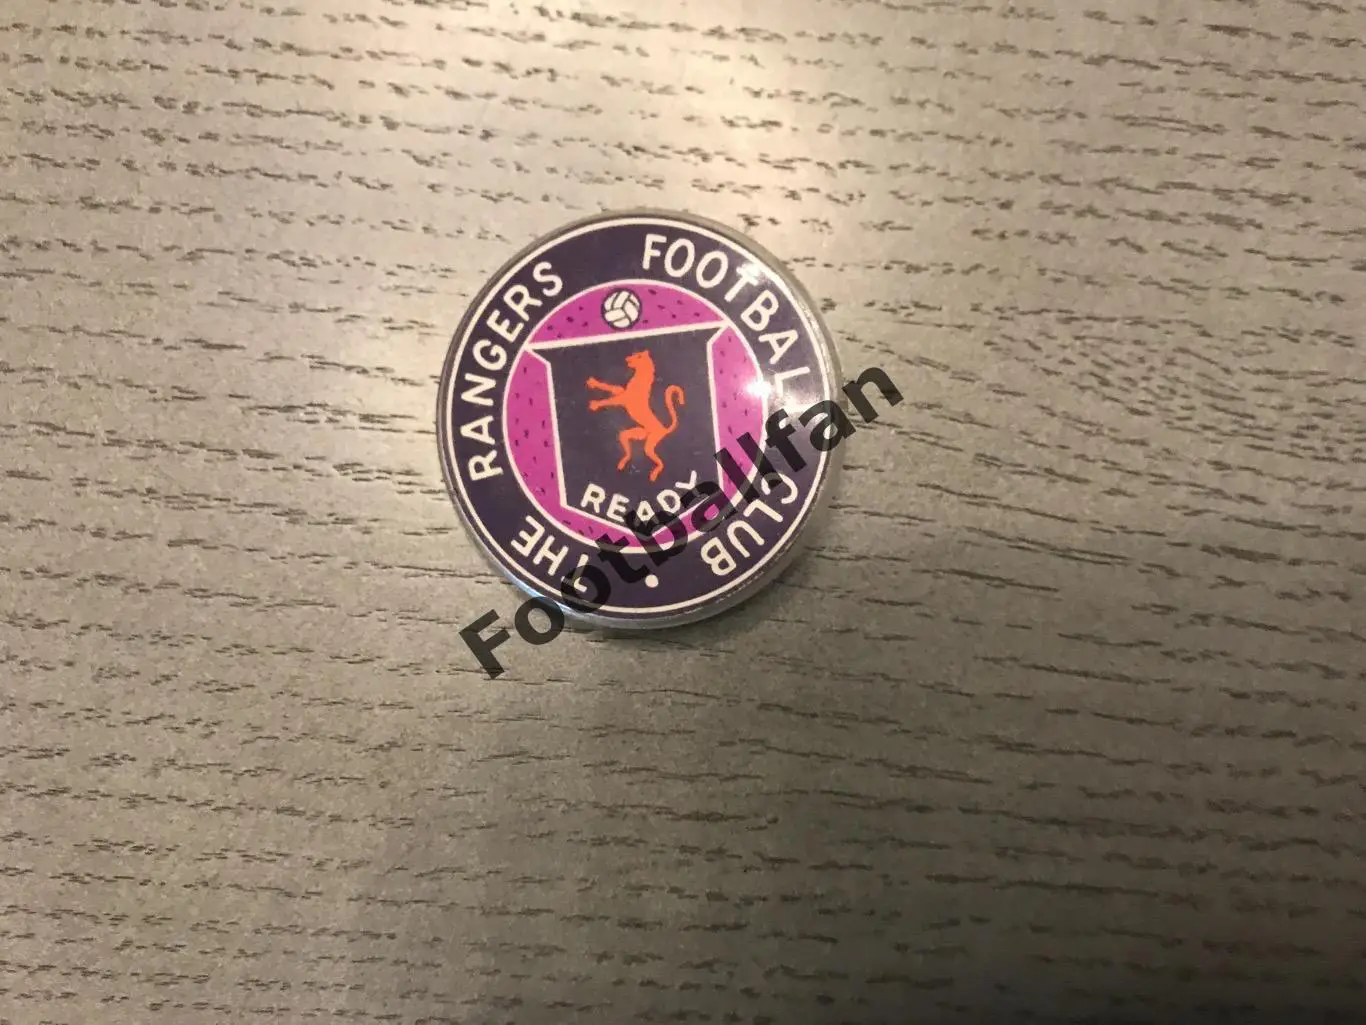 THE RANGERS FOOTBALL CLUB
READY
Footballfan